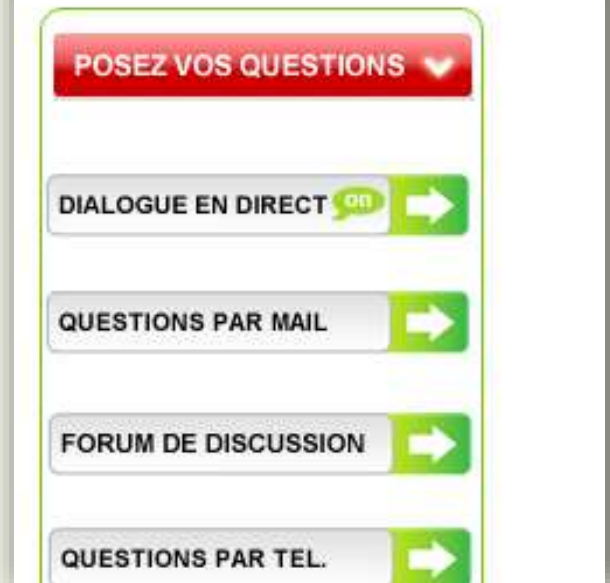 POSEZ VOS QUESTIONS
DIALOGUE EN DIRECT on
QUESTIONS PAR MAIL
FORUM DE DISCUSSION
QUESTIONS PAR TEL.